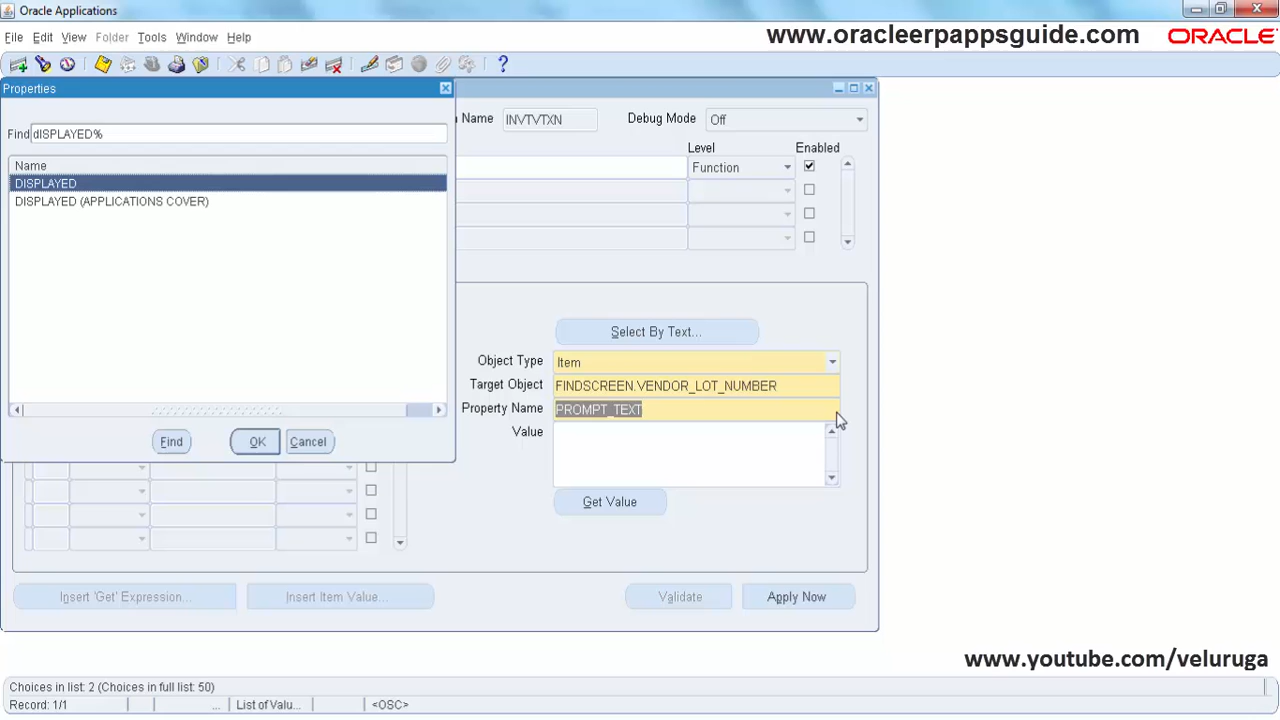 Oracle Applications
File Edit View Folder Tools Window Help
www.oracleerpappsguide.com
ORACLE
Properties
Find dISPLAYED%
Name
DISPLAYED
DISPLAYED (APPLICATIONS COVER)
Find OK Cancel
Name INVTVTXN Debug Mode Off
Level Enabled
Function
Select By Text...
Object Type Item
Target Object FINDSCREEN.VENDOR_LOT_NUMBER
Property Name PROMPT_TEXT
Value
Get Value
Insert 'Get' Expression... Insert Item Value... Validate Apply Now
www.youtube.com/veluruga
Choices in list: 2 (Choices in full list: 50)
Record: 1/1 ... List of Valu... <OSC>